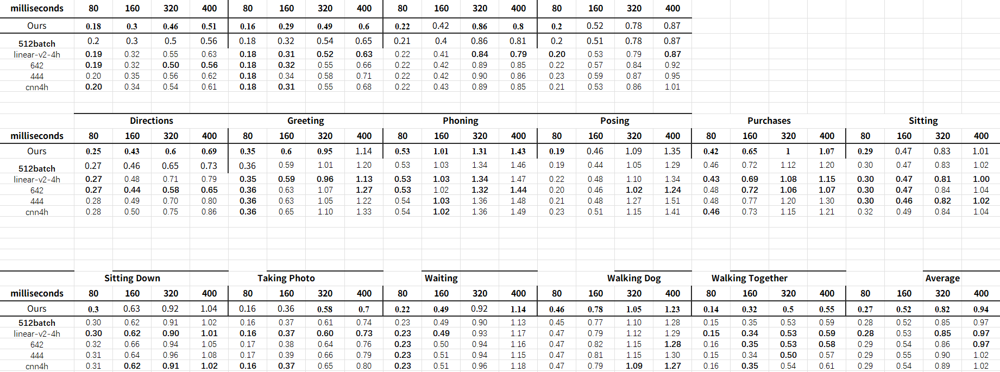 milliseconds 80 160 320 400 80 160 320 400 80 160 320 400 80 160 320 400
Ours 0.18 0.3 0.46 0.51 0.16 0.29 0.49 0.6 0.22 0.42 0.86 0.8 0.2 0.52 0.78 0.87
512batch 0.2 0.3 0.5 0.56 0.18 0.32 0.54 0.65 0.21 0.4 0.86 0.81 0.2 0.51 0.78 0.87
linear-v2-4h 0.19 0.32 0.55 0.63 0.18 0.31 0.52 0.63 0.22 0.41 0.84 0.79 0.20 0.53 0.79 0.87
642 0.19 0.32 0.50 0.56 0.18 0.32 0.55 0.66 0.22 0.42 0.89 0.85 0.22 0.57 0.84 0.92
444 0.20 0.35 0.56 0.62 0.18 0.34 0.58 0.71 0.22 0.42 0.90 0.86 0.23 0.59 0.87 0.95
cnn4h 0.20 0.34 0.54 0.61 0.18 0.31 0.55 0.68 0.22 0.43 0.89 0.85 0.21 0.53 0.86 1.01
Directions Greeting Phoning Posing Purchases Sitting
milliseconds 80 160 320 400 80 160 320 400 80 160 320 400 80 160 320 400 80 160 320 400 80 160 320 400
Ours 0.25 0.43 0.6 0.69 0.35 0.6 0.95 1.14 0.53 1.01 1.31 1.43 0.19 0.46 1.09 1.35 0.42 0.65 1 1.07 0.29 0.47 0.83 1.01
512batch 0.27 0.46 0.65 0.73 0.36 0.59 1.01 1.20 0.53 1.03 1.34 1.46 0.19 0.44 1.05 1.29 0.46 0.72 1.12 1.20 0.30 0.47 0.83 1.02
linear-v2-4h 0.27 0.48 0.71 0.79 0.35 0.59 0.96 1.13 0.53 1.03 1.34 1.47 0.22 0.48 1.10 1.34 0.43 0.69 1.08 1.15 0.30 0.47 0.81 1.00
642 0.27 0.44 0.58 0.65 0.36 0.63 1.07 1.27 0.53 1.02 1.32 1.44 0.20 0.46 1.02 1.24 0.48 0.72 1.06 1.07 0.30 0.47 0.84 1.04
444 0.28 0.49 0.70 0.80 0.36 0.63 1.05 1.22 0.54 1.03 1.36 1.48 0.21 0.48 1.27 1.51 0.48 0.77 1.20 1.30 0.30 0.46 0.82 1.02
cnn4h 0.28 0.50 0.75 0.86 0.36 0.65 1.10 1.33 0.54 1.02 1.36 1.49 0.23 0.51 1.15 1.41 0.46 0.73 1.15 1.21 0.32 0.49 0.84 1.04
Sitting Down Taking Photo Waiting Walking Dog Walking Together Average
milliseconds 80 160 320 400 80 160 320 400 80 160 320 400 80 160 320 400 80 160 320 400 80 160 320 400
Ours 0.3 0.63 0.92 1.04 0.16 0.36 0.58 0.7 0.22 0.49 0.92 1.14 0.46 0.78 1.05 1.23 0.14 0.32 0.5 0.55 0.27 0.52 0.82 0.94
512batch 0.30 0.62 0.91 1.02 0.16 0.37 0.61 0.74 0.23 0.49 0.90 1.13 0.45 0.77 1.10 1.28 0.15 0.35 0.53 0.59 0.28 0.52 0.85 0.97
linear-v2-4h 0.30 0.62 0.90 1.01 0.16 0.37 0.60 0.73 0.23 0.49 0.93 1.17 0.47 0.79 1.12 1.29 0.15 0.34 0.53 0.59 0.28 0.53 0.85 0.97
642 0.32 0.66 0.94 1.05 0.17 0.38 0.64 0.76 0.23 0.50 0.94 1.16 0.47 0.82 1.15 1.28 0.16 0.35 0.53 0.58 0.29 0.54 0.86 0.97
444 0.31 0.64 0.96 1.08 0.17 0.39 0.66 0.79 0.23 0.51 0.94 1.15 0.47 0.81 1.15 1.30 0.15 0.34 0.50 0.57 0.29 0.55 0.90 1.02
cnn4h 0.31 0.62 0.91 1.02 0.16 0.37 0.65 0.80 0.23 0.51 0.96 1.18 0.47 0.79 1.09 1.27 0.16 0.35 0.54 0.61 0.29 0.54 0.89 1.02